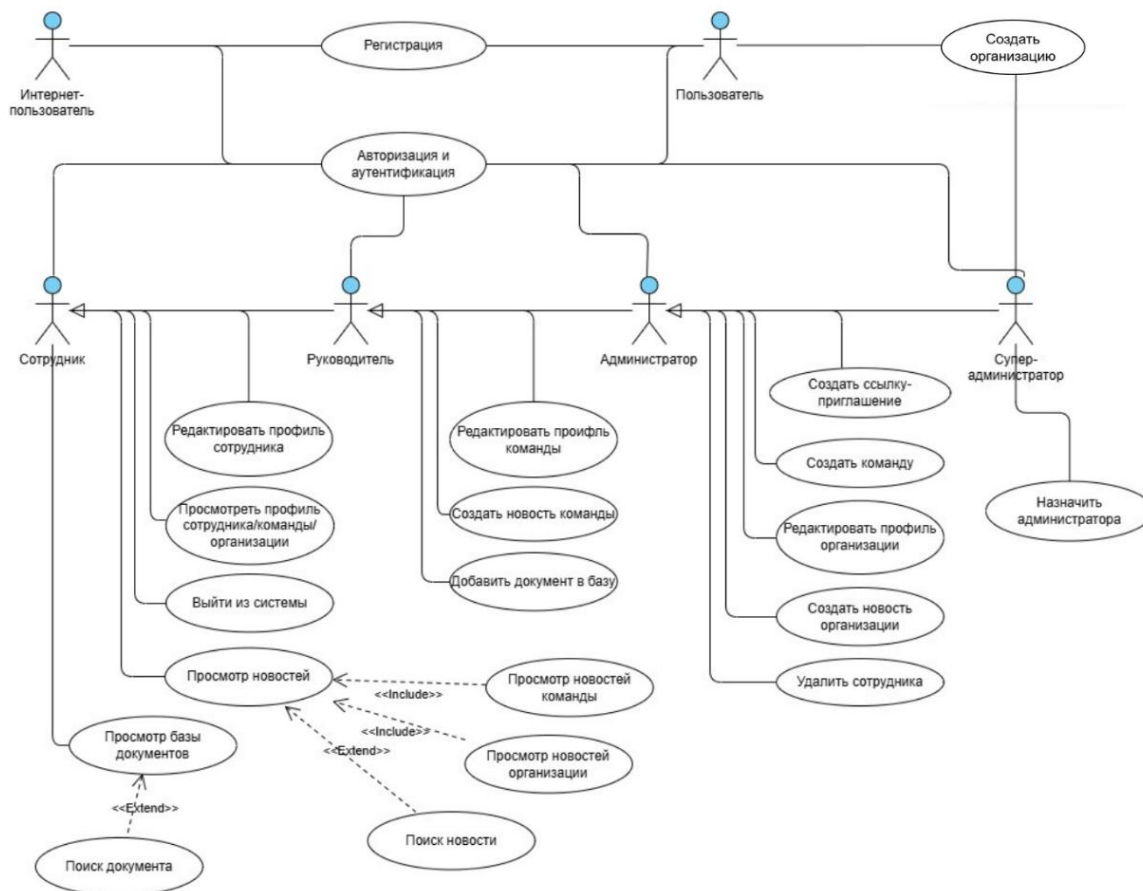 Регистрация
Создать
организацию
Интернет-
пользователь
Пользователь
Авторизация и
аутентификация
Сотрудник
Руководитель
Администратор
Супер-
администратор
Создать ссылку-
приглашение
Редактировать профиль
сотрудника
Редактировать проифль
команды
Создать команду
Назначить
администратора
Просмотреть профиль
сотрудника/команды/
организации
Создать новость команды
Редактировать профиль
организации
Выйти из системы
Добавить документ в базу
Создать новость
организации
Просмотр новостей
<<Include>>
Просмотр новостей
команды
Удалить сотрудника
Просмотр базы
документов
<<Include>>
<<Extend>>
Просмотр новостей
организации
<<Extend>>
Поиск новости
Поиск документа